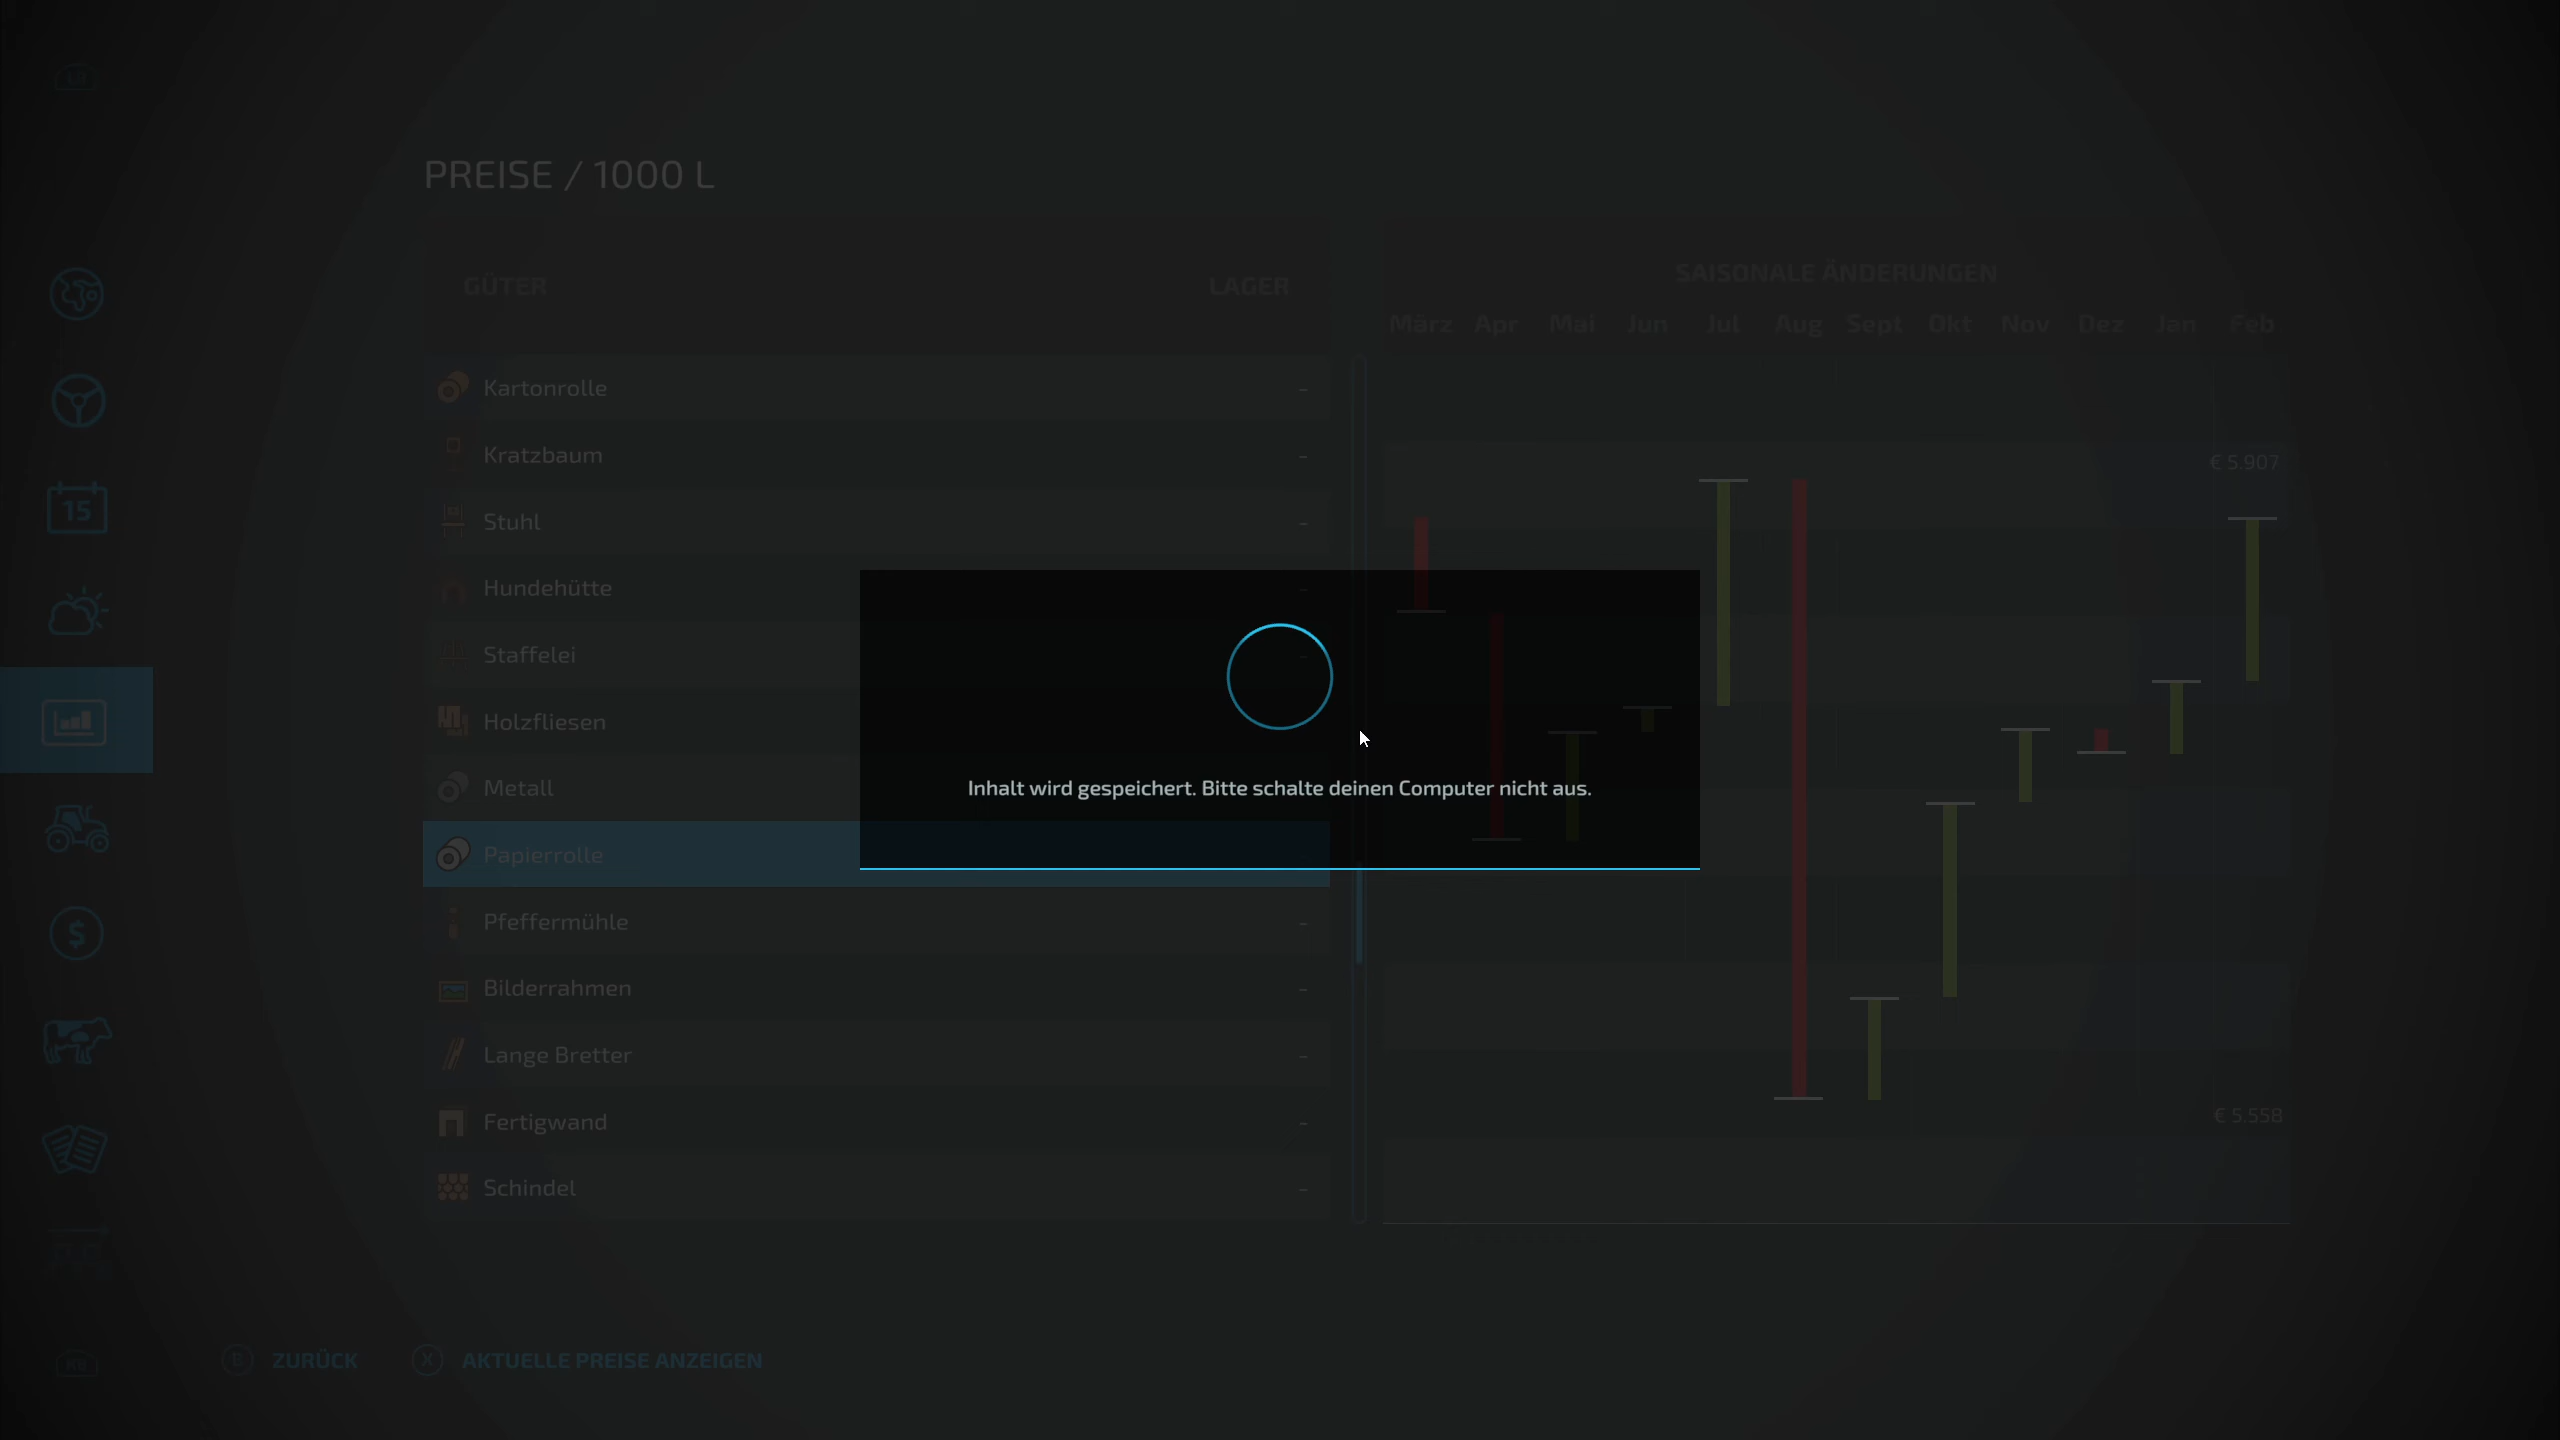 PREISE / 1000 L
GÜTER LAGER
SAISONALE ÄNDERUNGEN
März Apr Mai Jun Jul Aug Sept Okt Nov Dez Jan Feb
Kartonrolle -
Kratzbaum -
€ 5.907
15
Stuhl -
Hundehütte -
Staffelei -
Holzfliesen
Metall
Inhalt wird gespeichert. Bitte schalte deinen Computer nicht aus.
Papierrolle
Pfeffermühle -
$
Bilderrahmen -
Lange Bretter -
Fertigwand -
€ 5.558
Schindel -
B ZURÜCK X AKTUELLE PREISE ANZEIGEN